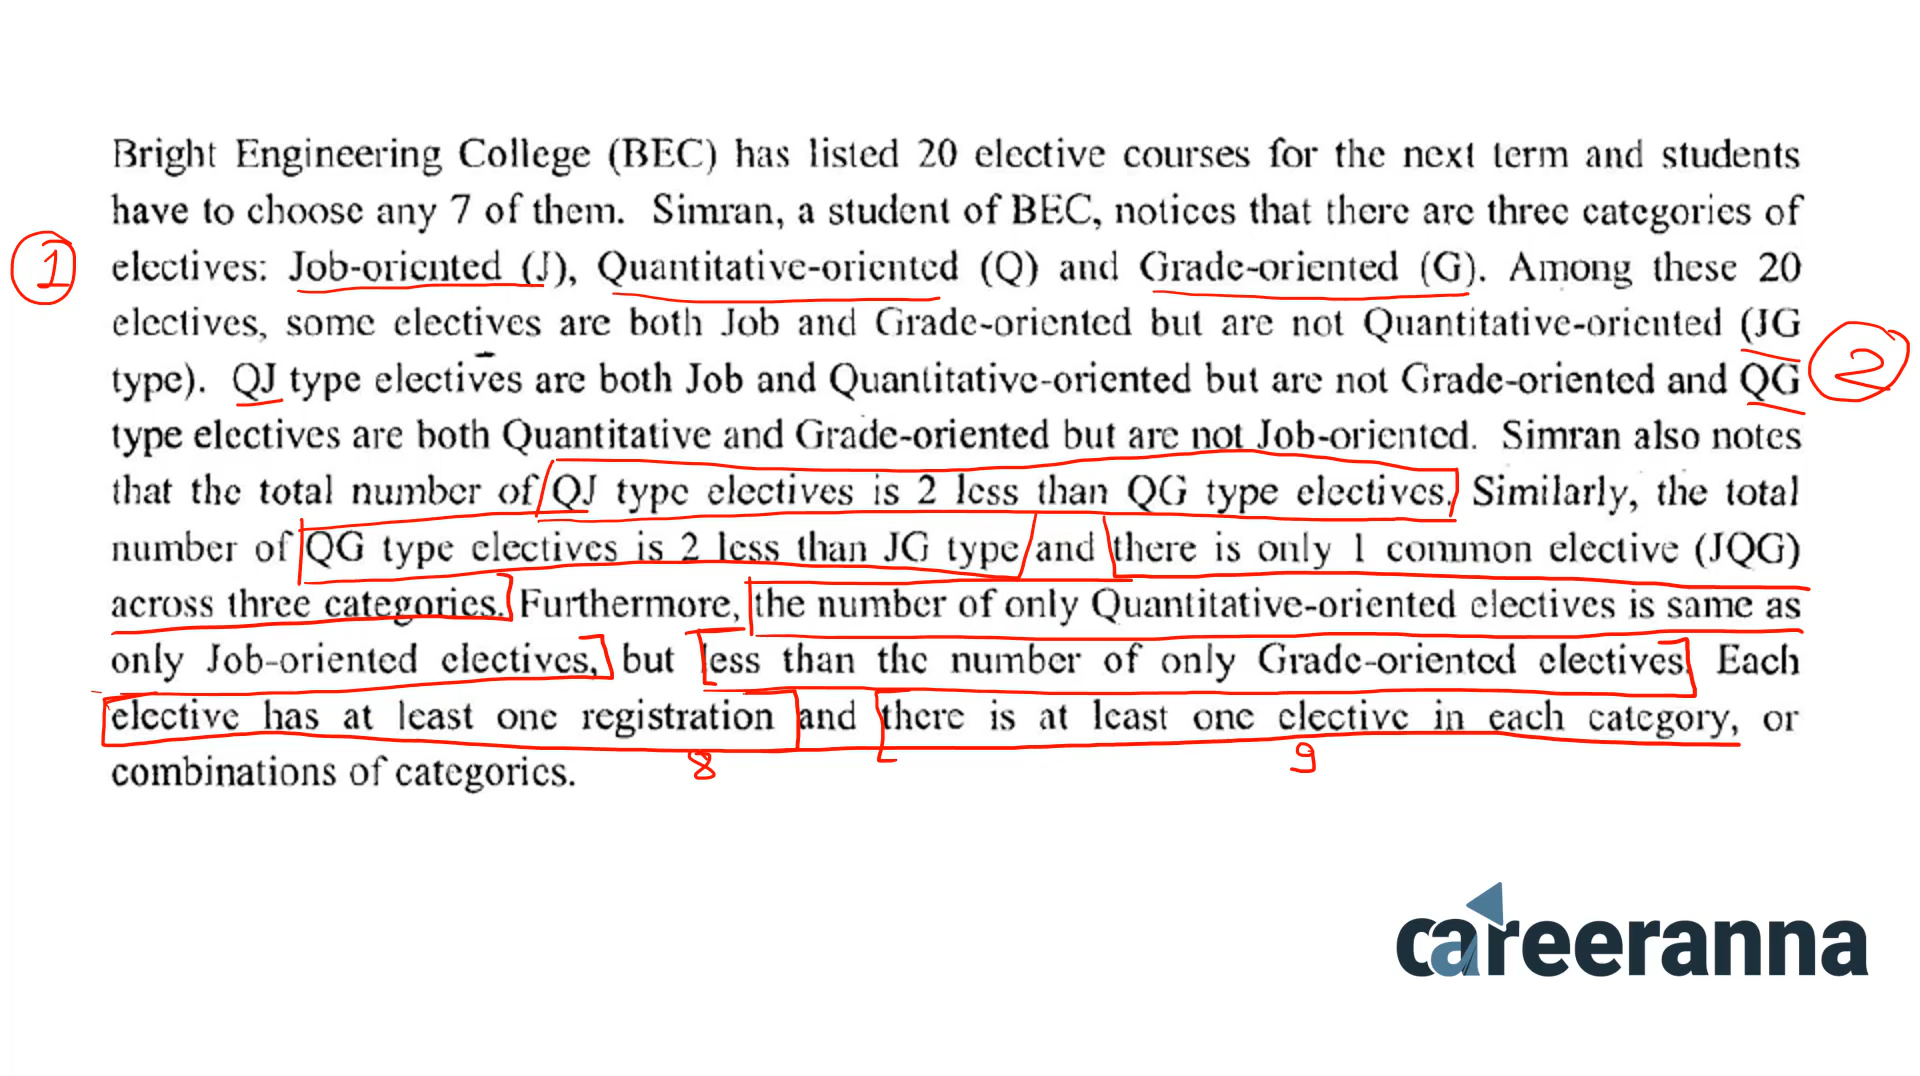 Bright Engineering College (BEC) has listed 20 elective courses for the next term and students
have to choose any 7 of them. Simran, a student of BEC, notices that there are three categories of
1 electives: Job-oriented (J), Quantitative-oriented (Q) and Grade-oriented (G). Among these 20
electives, some electives are both Job and Grade-oriented but are not Quantitative-oriented (JG
type). QJ type electives are both Job and Quantitative-oriented but are not Grade-oriented and QG 2
type electives are both Quantitative and Grade-oriented but are not Job-oriented. Simran also notes
that the total number of QJ type electives is 2 less than QG type electives. Similarly, the total
number of QG type electives is 2 less than JG type and there is only 1 common elective (JQG)
across three categories. Furthermore, the number of only Quantitative-oriented electives is same as
only Job-oriented electives, but less than the number of only Grade-oriented electives. Each
elective has at least one registration and there is at least one elective in each category, or
8 9
combinations of categories.
careeranna